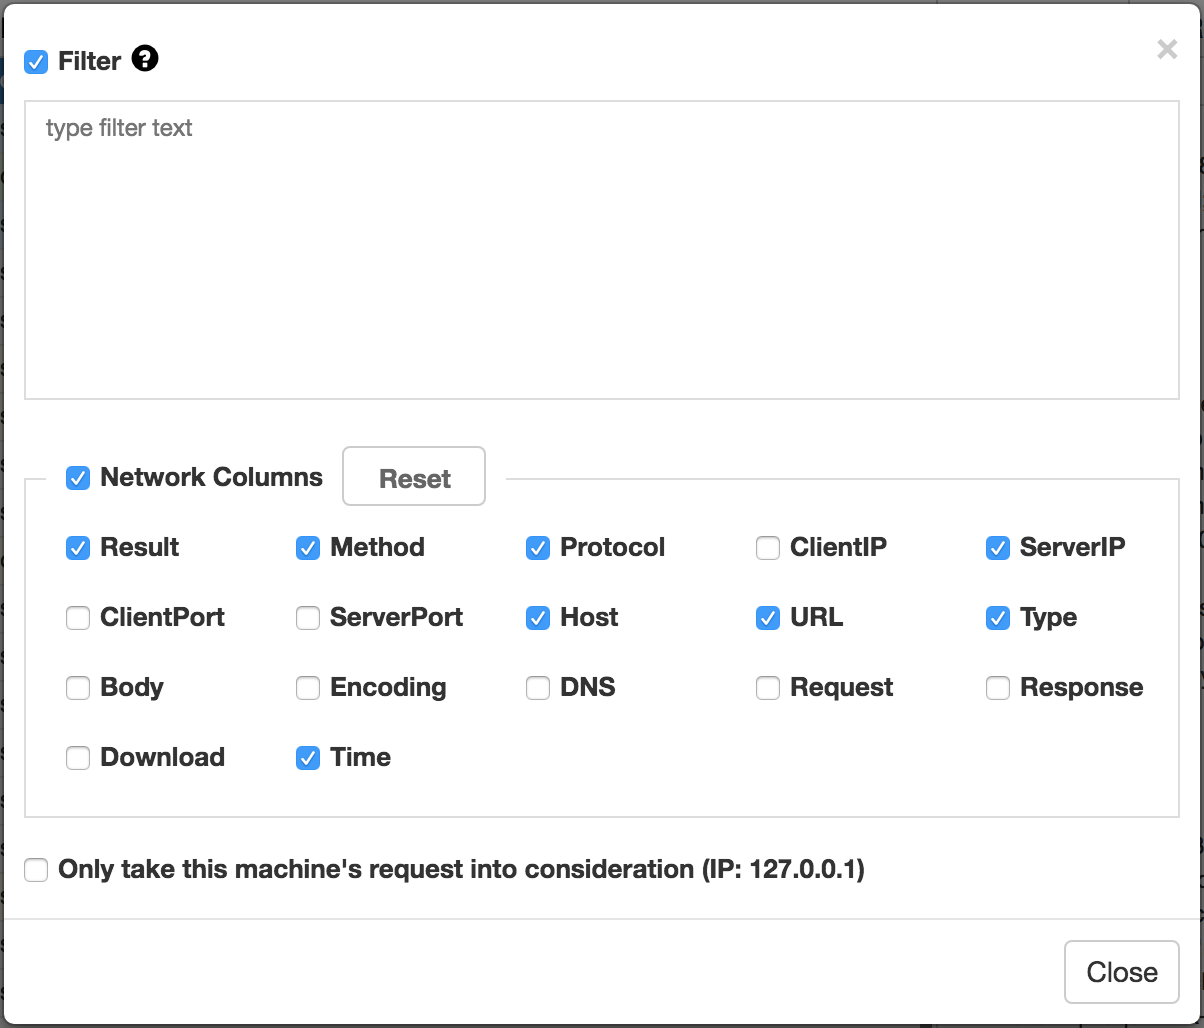 Filter ?
×
type filter text
Network Columns Reset
Result Method Protocol ClientIP ServerIP
ClientPort ServerPort Host URL Type
Body Encoding DNS Request Response
Download Time
Only take this machine's request into consideration (IP: 127.0.0.1)
Close